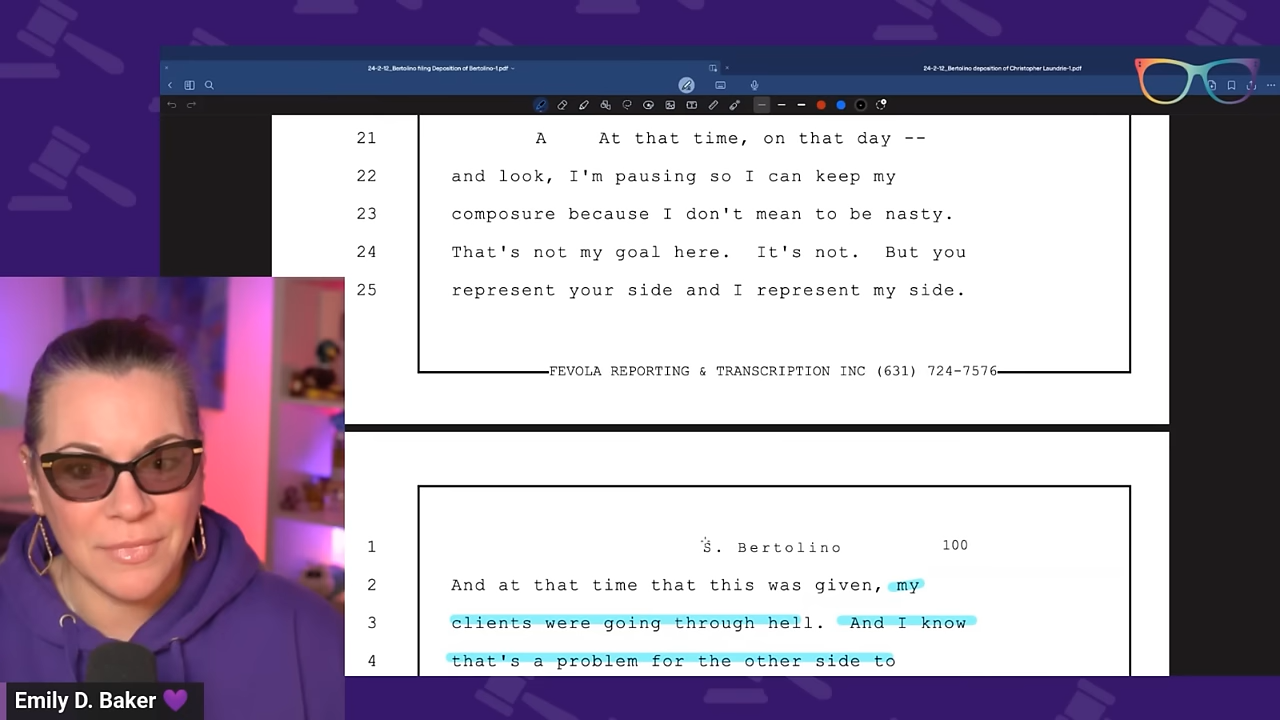 24-2-12_Bertolino filing Deposition of Bertolino-1.pdf
24-2-12_Bertolino deposition of Christopher Laundrie-1.pdf
21 A At that time, on that day --
22 and look, I'm pausing so I can keep my
23 composure because I don't mean to be nasty.
24 That's not my goal here. It's not. But you
25 represent your side and I represent my side.
FEVOLA REPORTING & TRANSCRIPTION INC (631) 724-7576
1 S. Bertolino 100
2 And at that time that this was given, my
3 clients were going through hell. And I know
4 that's a problem for the other side to
Emily D. Baker 💜